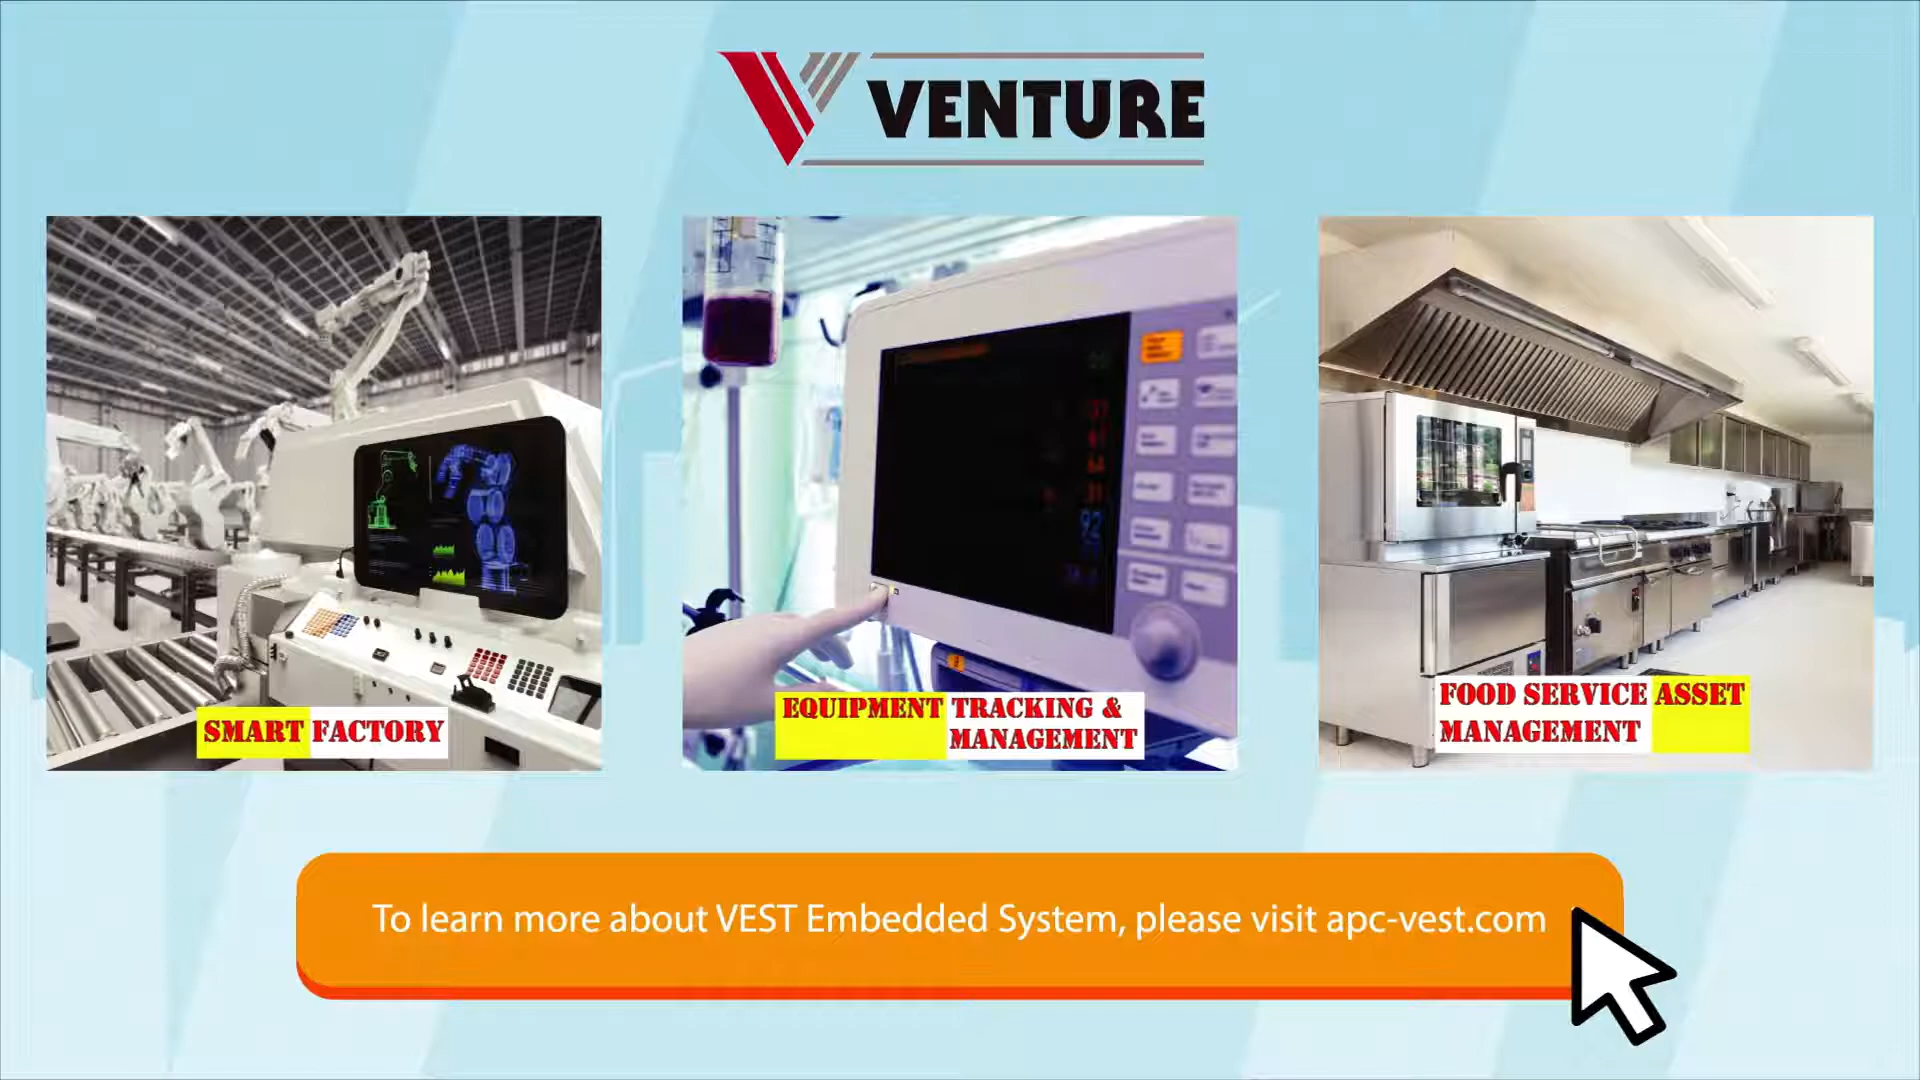 VENTURE
SMART FACTORY
EQUIPMENT TRACKING &
MANAGEMENT
FOOD SERVICE ASSET
MANAGEMENT
92
To learn more about VEST Embedded System, please visit apc-vest.com